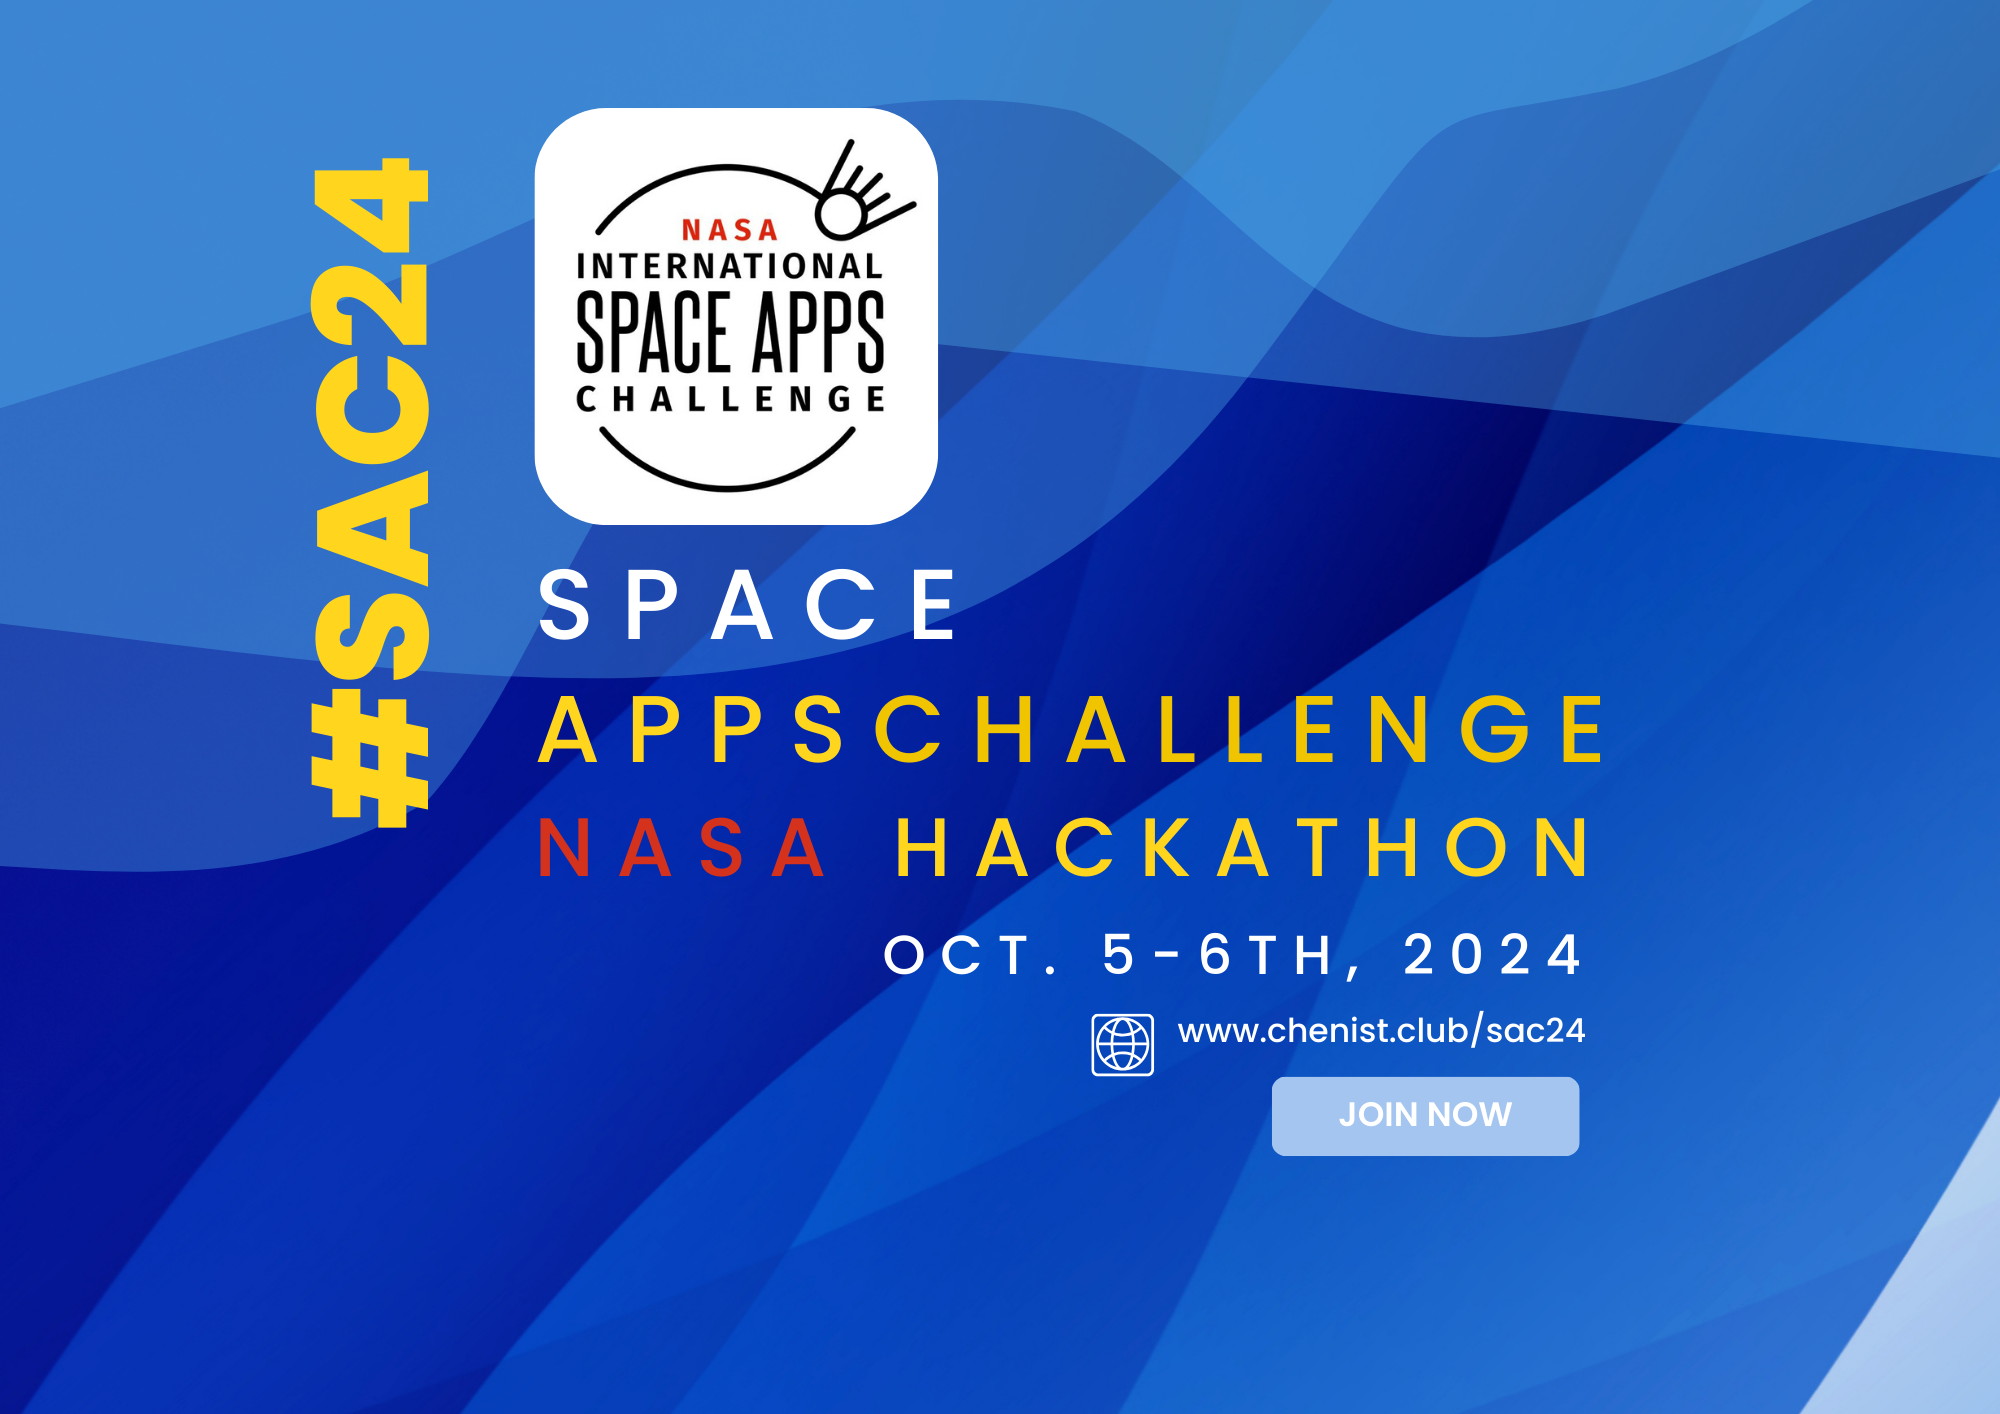 #SAC24
NASA
INTERNATIONAL
SPACE APPS
CHALLENGE
SPACE
APPSCHALLENGE
NASA HACKATHON
OCT. 5-6TH, 2024
www.chenist.club/sac24
JOIN NOW